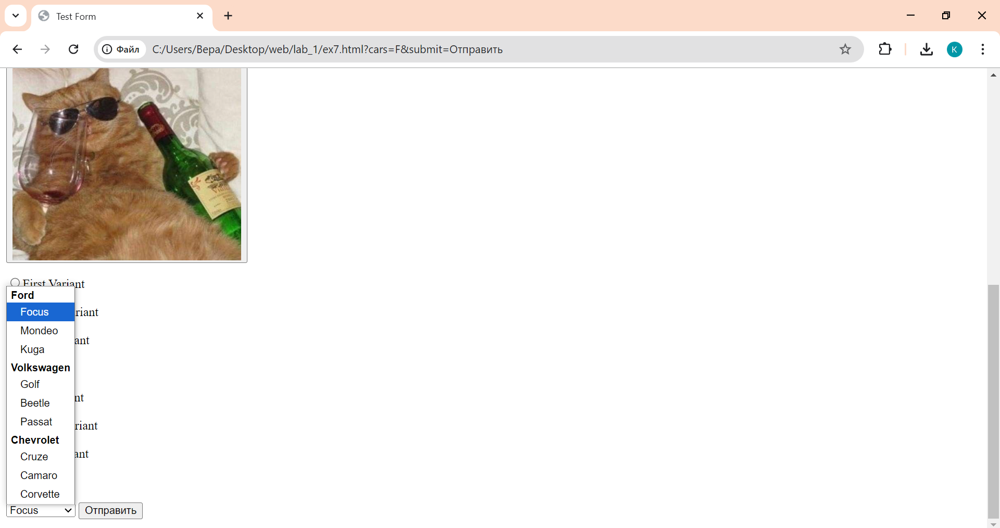 Test Form
Файл C:/Users/Вера/Desktop/web/lab_1/ex7.html?cars=F&submit=Отправить
K
First Variant
Ford
Focus
riant
Mondeo
ant
Kuga
Volkswagen
Golf
nt
Beetle
Passat
riant
Chevrolet
Cruze
ant
Camaro
Corvette
Focus Отправить